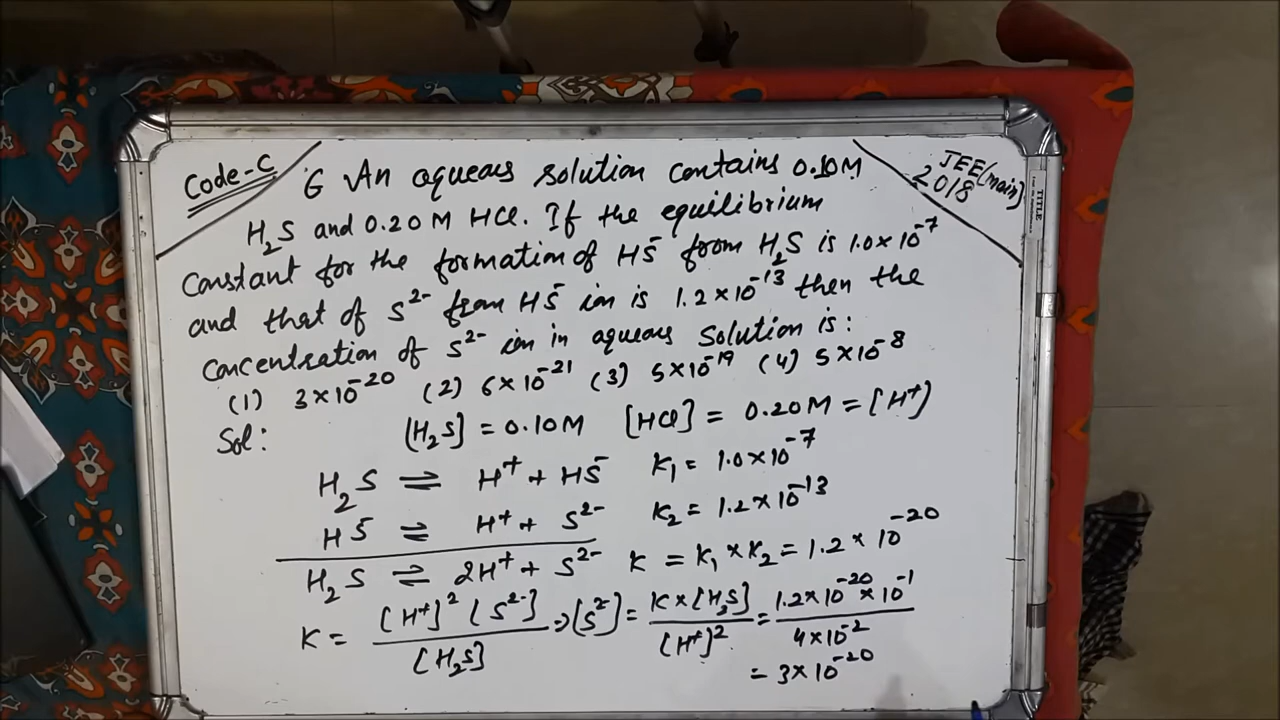 Code-C
JEE(main)
2018
6 An aqueous solution contains 0.10M
H₂S and 0.20 M HCl. If the equilibrium
Constant for the formation of HS⁻ from H₂S is 1.0×10⁻⁷
and that of S²⁻ from HS⁻ ion is 1.2×10⁻¹³ then the
Concentration of S²⁻ ion in aqueous solution is:
(1) 3×10⁻²⁰ (2) 6×10⁻²¹ (3) 5×10⁻¹⁹ (4) 5×10⁻⁸
Sol: [H₂S] = 0.10M [HCl] = 0.20M = [H⁺]
H₂S ⇌ H⁺ + HS⁻ K₁ = 1.0×10⁻⁷
HS⁻ ⇌ H⁺ + S²⁻ K₂ = 1.2×10⁻¹³
H₂S ⇌ 2H⁺ + S²⁻ K = K₁×K₂ = 1.2×10⁻²⁰
K = [H⁺]² [S²⁻] / [H₂S] ⇒ [S²⁻] = K×[H₂S] / [H⁺]² = 1.2×10⁻²⁰×10⁻¹ / 4×10⁻²
= 3×10⁻²⁰
TITLE